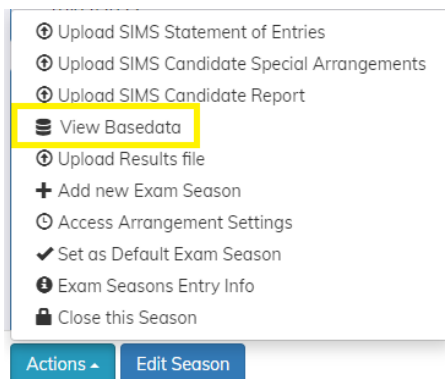 Upload SIMS Statement of Entries
Upload SIMS Candidate Special Arrangements
Upload SIMS Candidate Report
View Basedata
Upload Results file
Add new Exam Season
Access Arrangement Settings
Set as Default Exam Season
Exam Seasons Entry Info
Close this Season
Actions Edit Season